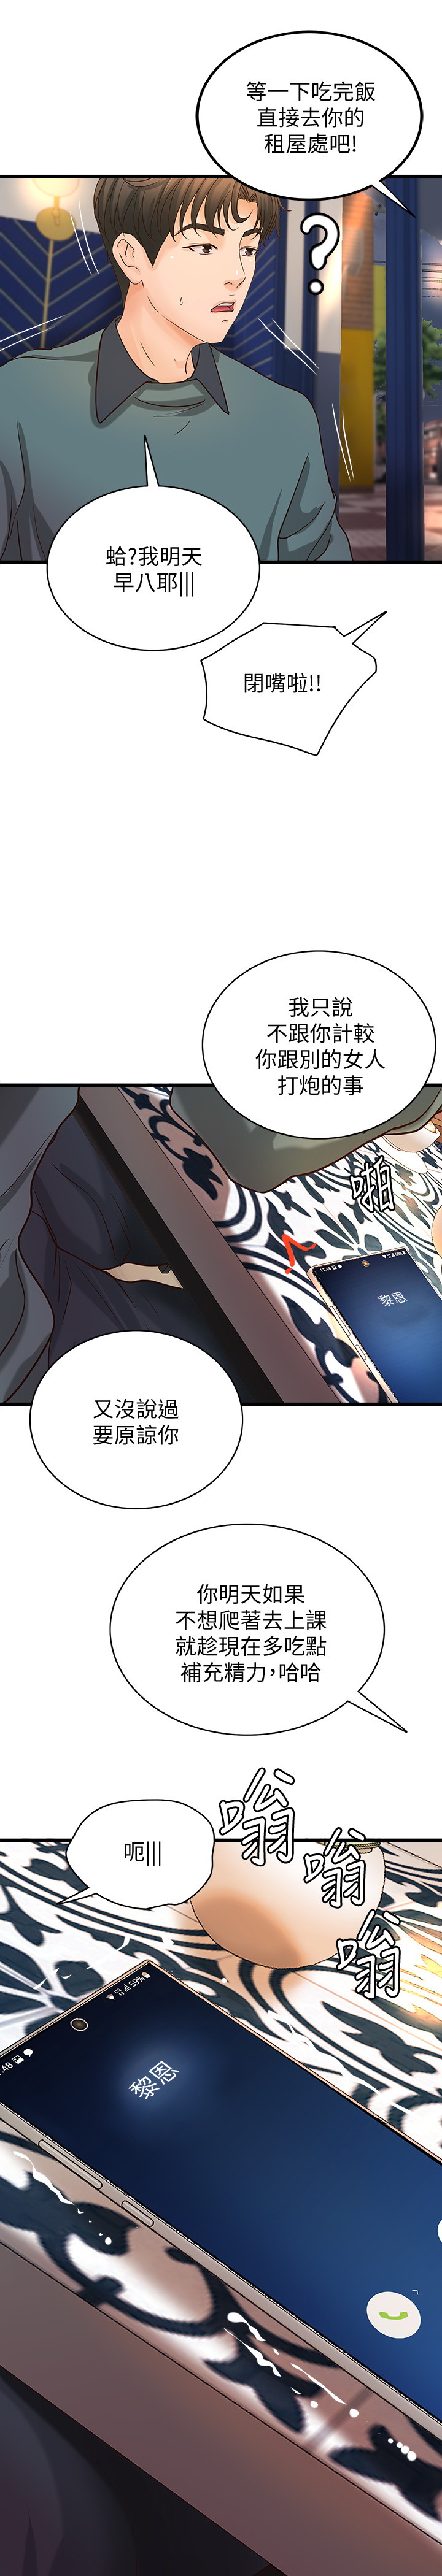 等一下吃完飯
直接去你的
租屋處吧!
?
蛤?我明天
早八耶|||
閉嘴啦!!
我只說
不跟你計較
你跟別的女人
打炮的事
啪
11:48
黎恩
又沒說過
要原諒你
你明天如果
不想爬著去上課
就趁現在多吃點
補充精力,哈哈
嗡
呃|||
嗡
嗡
59%
:48
黎恩